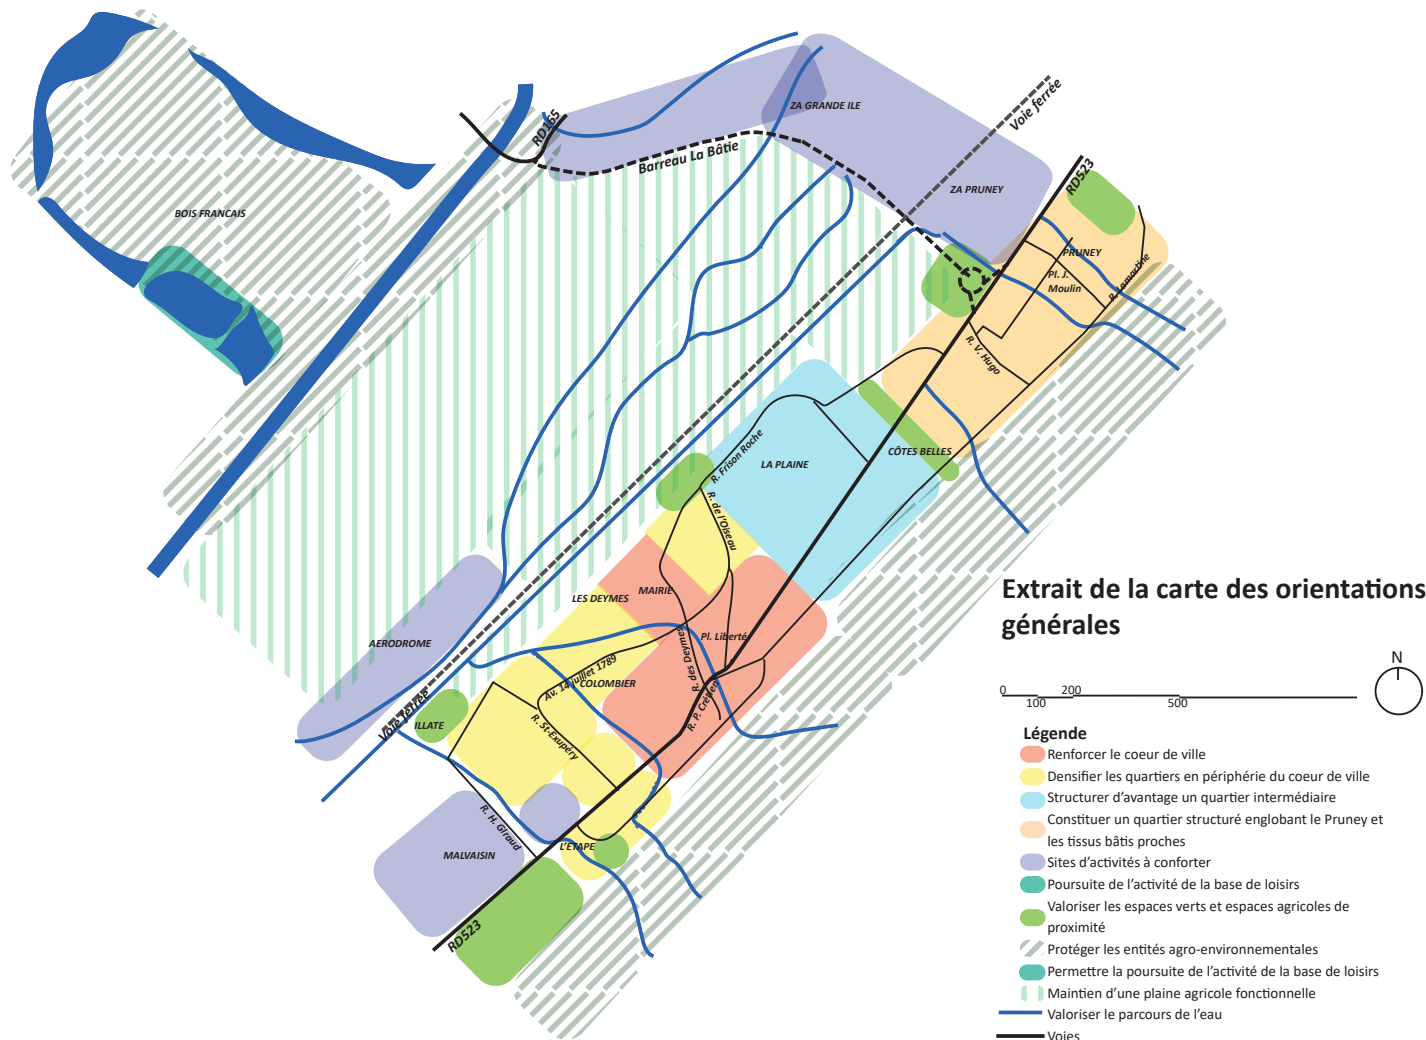 ZA GRANDE ILE
Voie ferrée
RD165
Barreau La Bâtie
RD523
ZA PRUNEY
BOIS FRANCAIS
PRUNEY
Pl. J.
Moulin
R. Lamartine
R. V. Hugo
CÔTES BELLES
R. Frison Roche
LA PLAINE
R. de l'Oiseau
LES DEYMES
MAIRIE
Pl. Liberté
R. des Deymes
AERODROME
Av. 14 juillet 1789
COLOMBIER
R. P. Crétien
Voie ferrée
ILLATE
R. St-Exupéry
R. H. Giraud
MALVAISIN
L'ETAPE
RD523
Extrait de la carte des orientations
générales
N
0 200
100 500
Légende
Renforcer le coeur de ville
Densifier les quartiers en périphérie du coeur de ville
Structurer d'avantage un quartier intermédiaire
Constituer un quartier structuré englobant le Pruney et
les tissus bâtis proches
Sites d'activités à conforter
Poursuite de l'activité de la base de loisirs
Valoriser les espaces verts et espaces agricoles de
proximité
Protéger les entités agro-environnementales
Permettre la poursuite de l'activité de la base de loisirs
Maintien d'une plaine agricole fonctionnelle
Valoriser le parcours de l'eau
Voies